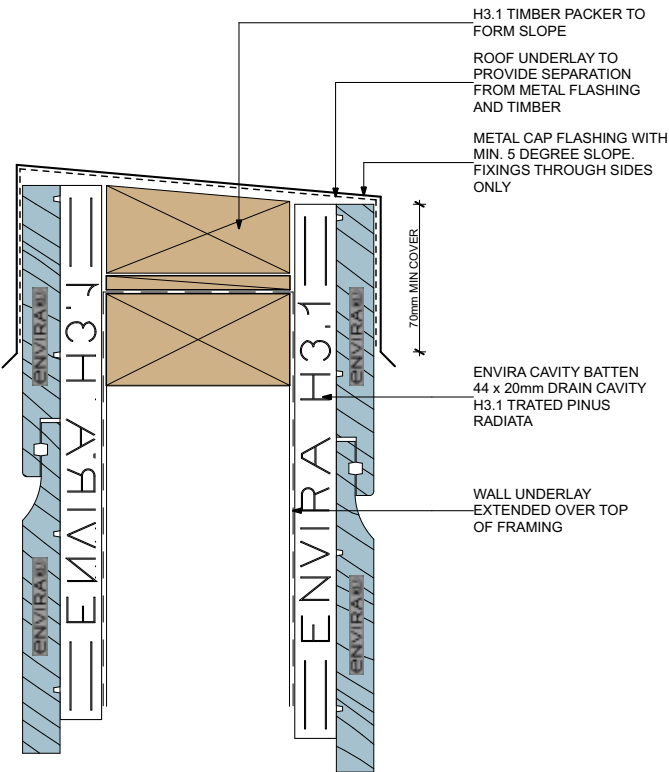 H3.1 TIMBER PACKER TO
FORM SLOPE
ROOF UNDERLAY TO
PROVIDE SEPARATION
FROM METAL FLASHING
AND TIMBER
METAL CAP FLASHING WITH
MIN. 5 DEGREE SLOPE.
FIXINGS THROUGH SIDES
ONLY
70mm MIN COVER
ENVIRA CAVITY BATTEN
44 x 20mm DRAIN CAVITY
H3.1 TRATED PINUS
RADIATA
WALL UNDERLAY
EXTENDED OVER TOP
OF FRAMING
ENVIRA H3.1
ENVIRA H3.1
ENVIRA
ENVIRA
ENVIRA
ENVIRA